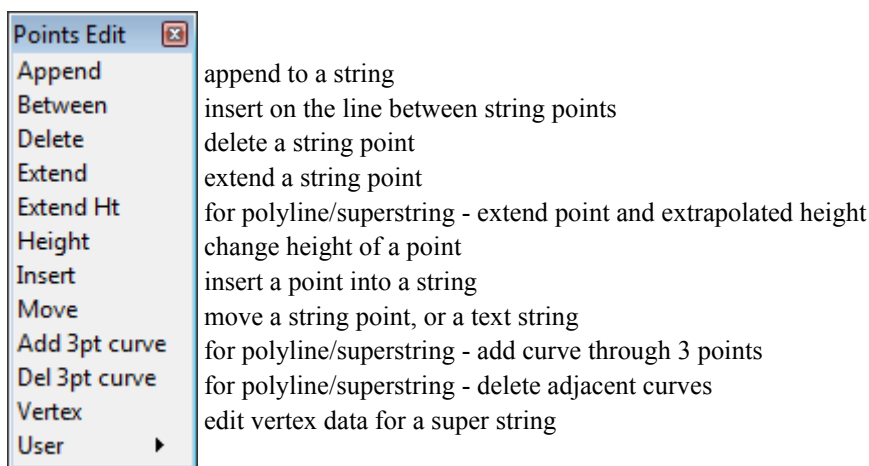 Points Edit
Append append to a string
Between insert on the line between string points
Delete delete a string point
Extend extend a string point
Extend Ht for polyline/superstring - extend point and extrapolated height
Height change height of a point
Insert insert a point into a string
Move move a string point, or a text string
Add 3pt curve for polyline/superstring - add curve through 3 points
Del 3pt curve for polyline/superstring - delete adjacent curves
Vertex edit vertex data for a super string
User